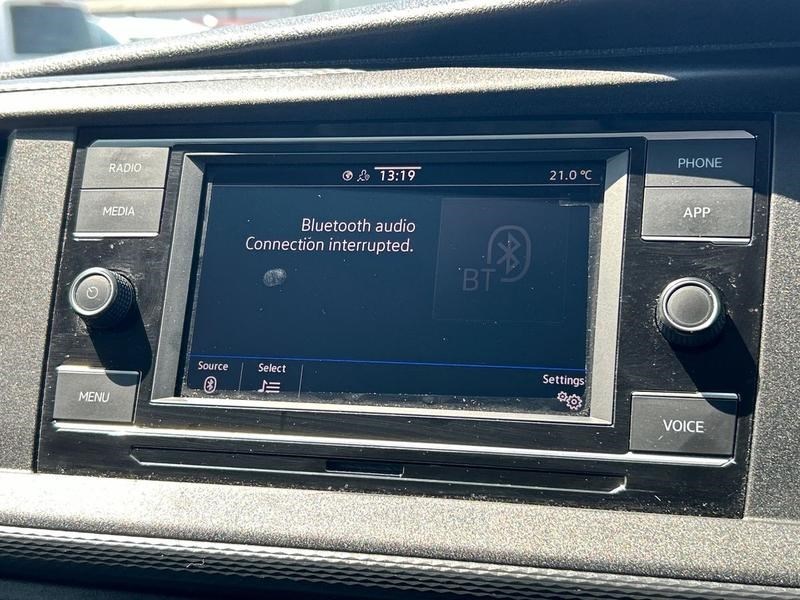 RADIO
MEDIA
MENU
13:19
21.0 °C
Bluetooth audio
Connection interrupted.
BT
Source
Select
Settings
PHONE
APP
VOICE